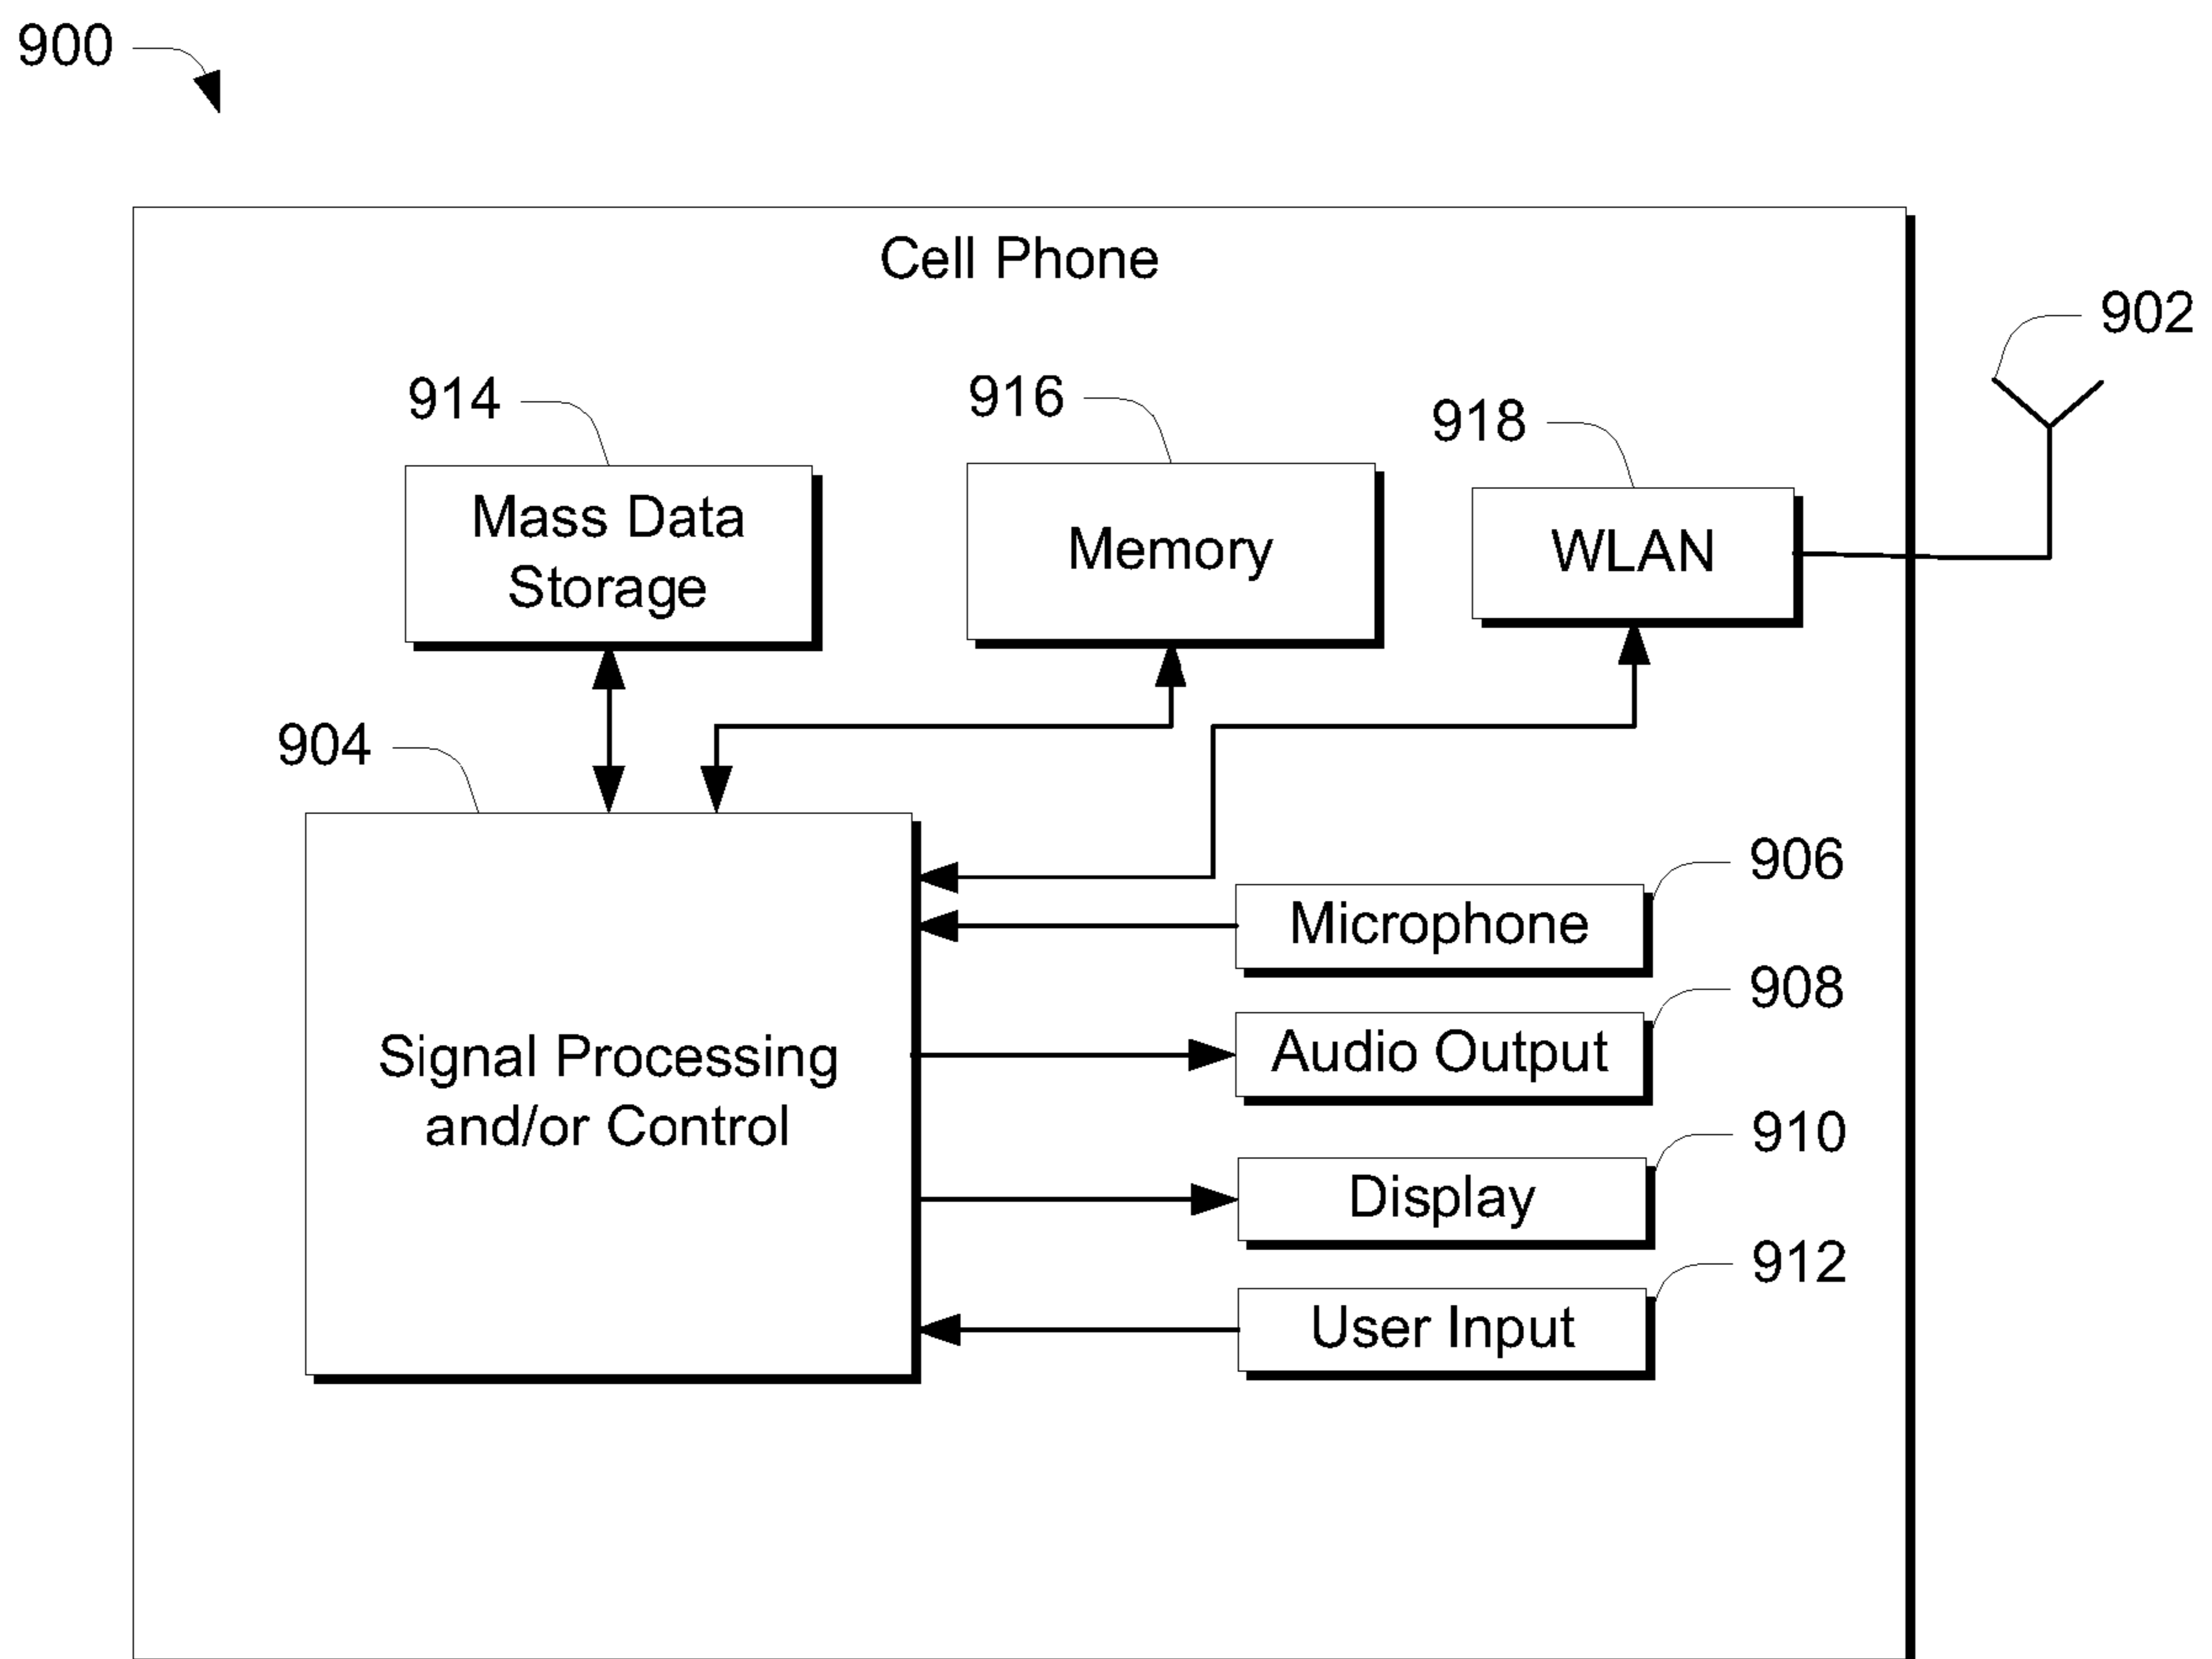 900
Cell Phone
902
914
916
918
Mass Data
Storage
Memory
WLAN
904
906
Microphone
908
Signal Processing
and/or Control
Audio Output
910
Display
912
User Input